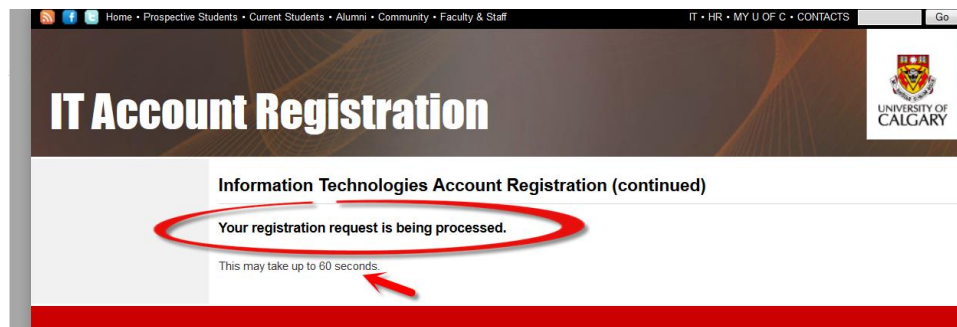 Home • Prospective Students • Current Students • Alumni • Community • Faculty & Staff IT • HR • MY U OF C • CONTACTS Go
IT Account Registration
UNIVERSITY OF
CALGARY
Information Technologies Account Registration (continued)
Your registration request is being processed.
This may take up to 60 seconds.